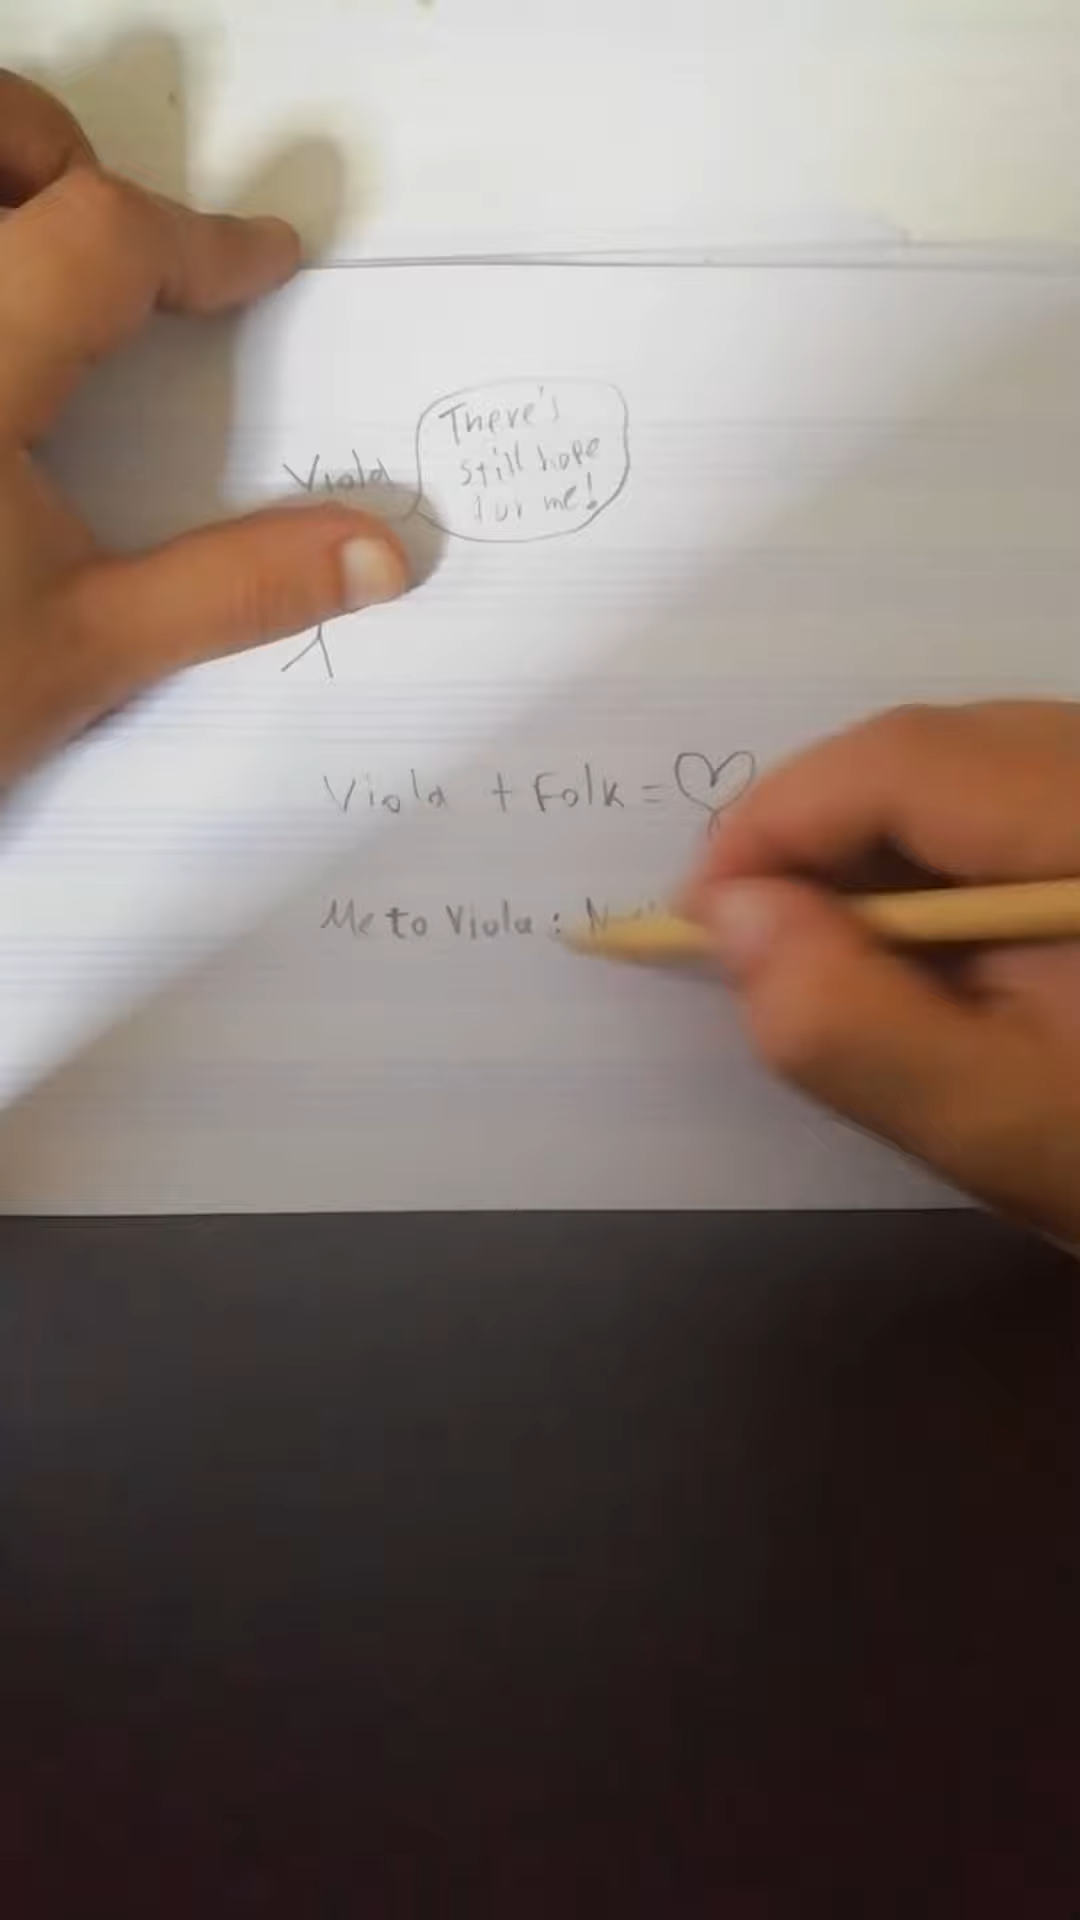 Viola
There's
still hope
for me!
Viola + Folk =
Me to Viola :